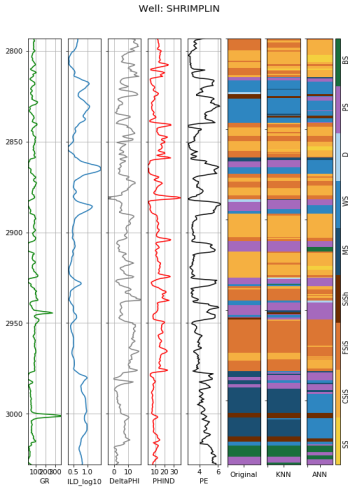 Well: SHRIMPLIN
2800
2850
2900
2950
3000
100 200 300
0.5 1.0
0 10
10 20 30
4 6
GR
ILD_log10
DeltaPHI
PHIND
PE
Original
KNN
ANN
BS
PS
D
WS
MS
SiSh
FSiS
CSiS
SS